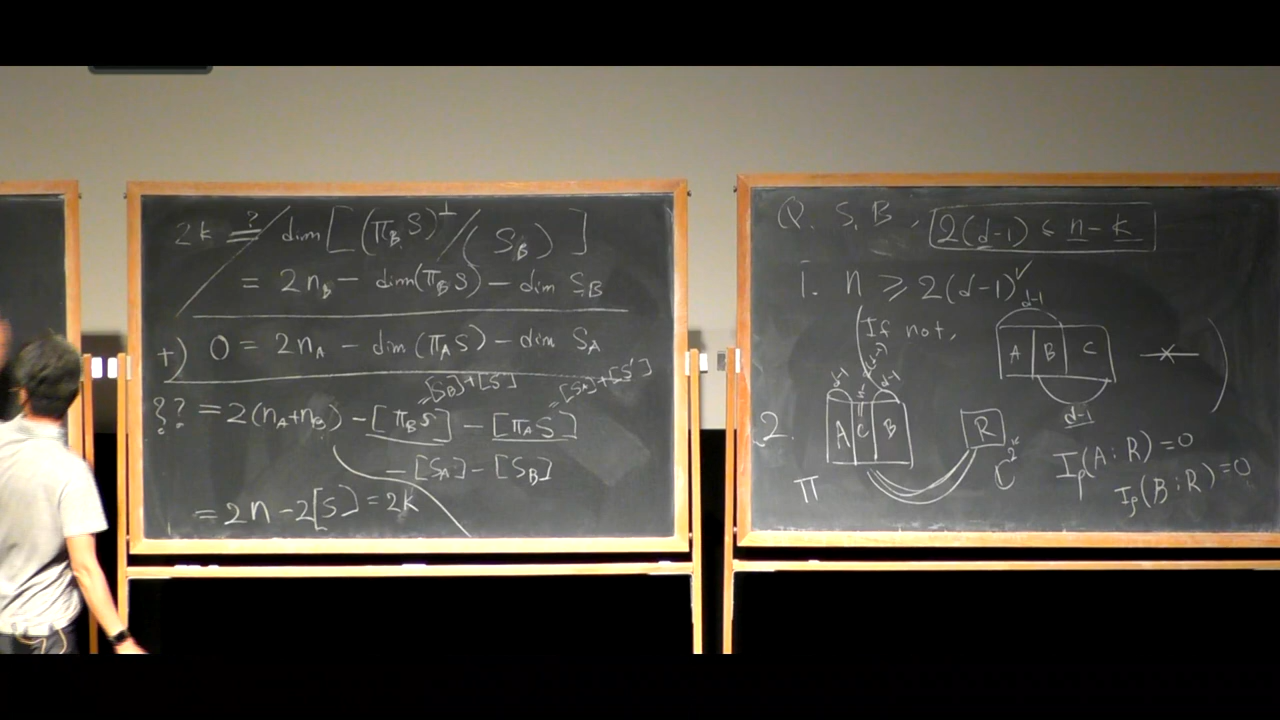 2k ≟ dim [ (π_B S)^⊥ / ( S_B ) ]
= 2n_B − dim(π_B S) − dim S_B
+) 0 = 2n_A − dim(π_A S) − dim S_A
=[S_B]+[S'] =[S_A]+[S']
?? = 2(n_A+n_B) − [π_B S] − [π_A S]
− [S_A] − [S_B]
= 2n − 2[S] = 2k
Q. S. B, 2(d-1) ≤ n - k
1. n ≥ 2(d-1) ✓
(If not,
d-1
A B C
d-1
)
d-1 d-1
2. A C B
R
ℂ^{2^k}
I_ρ(A:R) = 0
I_ρ(B:R) = 0
π